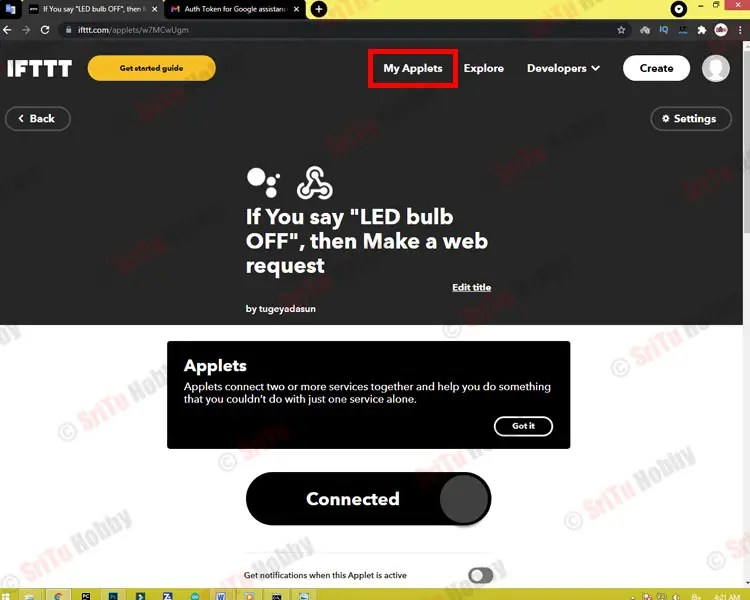 If You say "LED bulb OFF", then M
Auth Token for Google assistan
ifttt.com/applets/w7MCwUgm
IFTTT
Get started guide
My Applets
Explore
Developers
Create
Back
Settings
If You say "LED bulb
OFF", then Make a web
request
Edit title
by tugeyadasun
Applets
Applets connect two or more services together and help you do something
that you couldn't do with just one service alone.
Got it
Connected
Get notifications when this Applet is active
© SriTu Hobby
4:21 AM